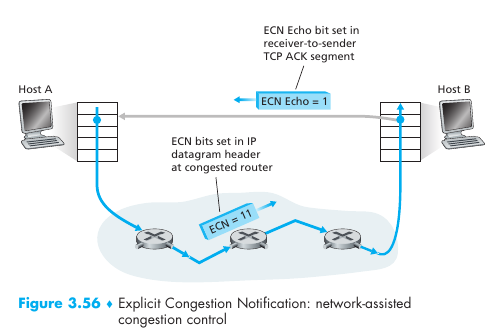 ECN Echo bit set in
receiver-to-sender
TCP ACK segment
Host A
Host B
ECN Echo = 1
ECN bits set in IP
datagram header
at congested router
ECN = 11
Figure 3.56 ♦ Explicit Congestion Notification: network-assisted
congestion control